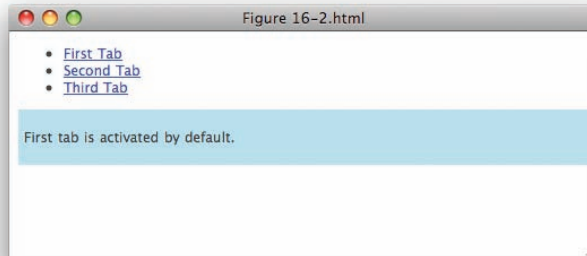 Figure 16-2.html
First Tab
Second Tab
Third Tab
First tab is activated by default.